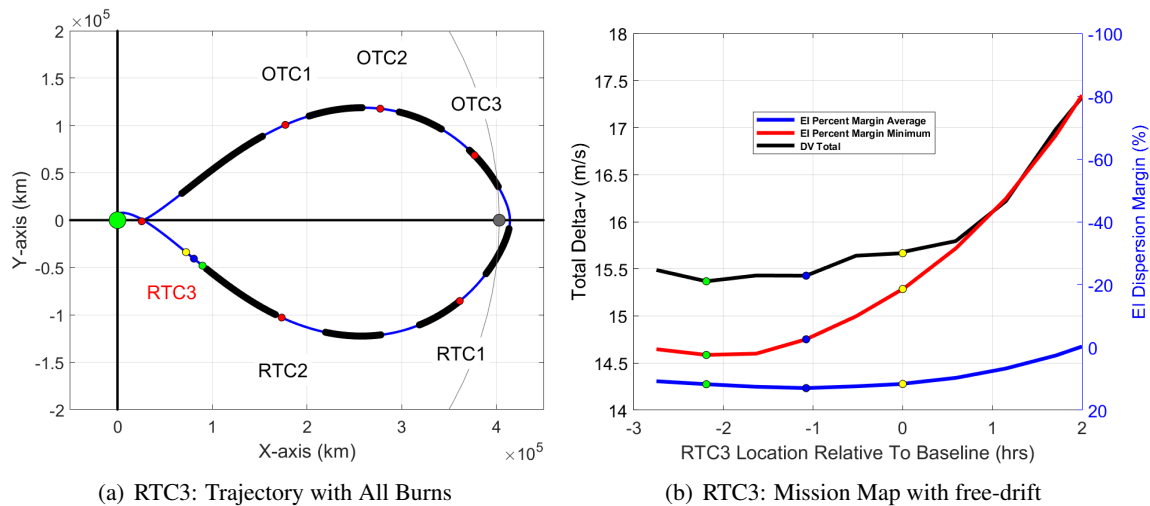 ×10^5
2
1.5
1
0.5
0
-0.5
-1
-1.5
-2
Y-axis (km)
OTC1
OTC2
OTC3
RTC3
RTC2
RTC1
0
1
2
3
4
X-axis (km)
×10^5
(a) RTC3: Trajectory with All Burns
18
17.5
17
16.5
16
15.5
15
14.5
14
Total Delta-v (m/s)
EI Percent Margin Average
EI Percent Margin Minimum
DV Total
-100
-80
-60
-40
-20
0
20
EI Dispersion Margin (%)
-3
-2
-1
0
1
2
RTC3 Location Relative To Baseline (hrs)
(b) RTC3: Mission Map with free-drift